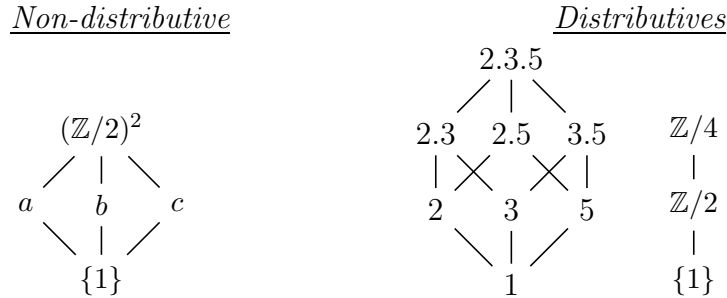 Non-distributive
(ℤ/2)²
a b c
{1}
Distributives
2.3.5
2.3 2.5 3.5
2 3 5
1
ℤ/4
ℤ/2
{1}